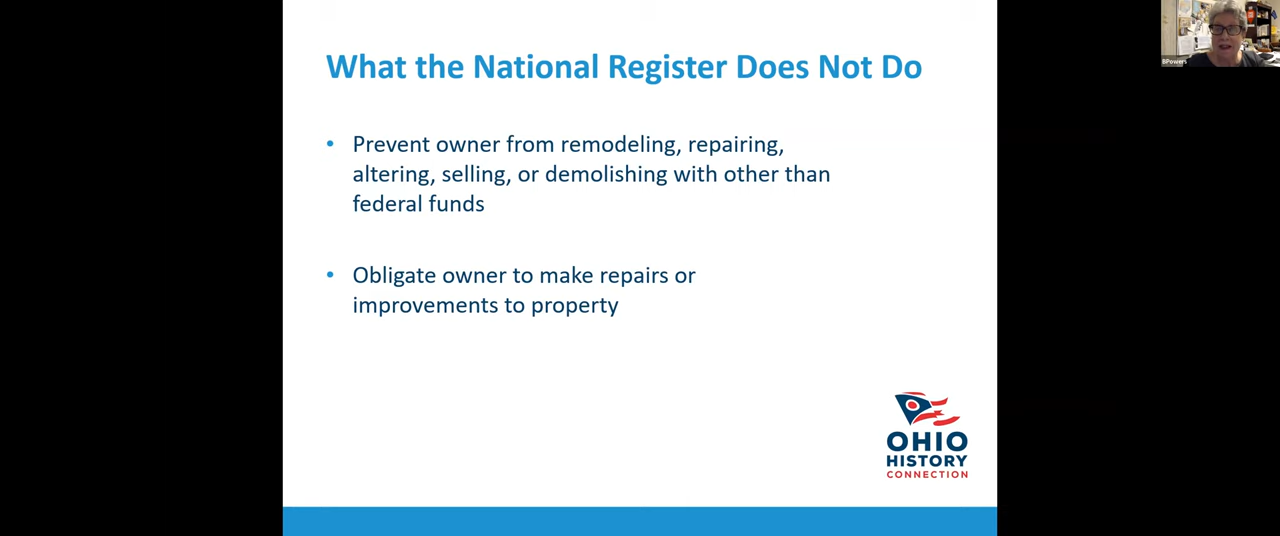 What the National Register Does Not Do
• Prevent owner from remodeling, repairing,
altering, selling, or demolishing with other than
federal funds
• Obligate owner to make repairs or
improvements to property
OHIO
HISTORY
CONNECTION
BPowers